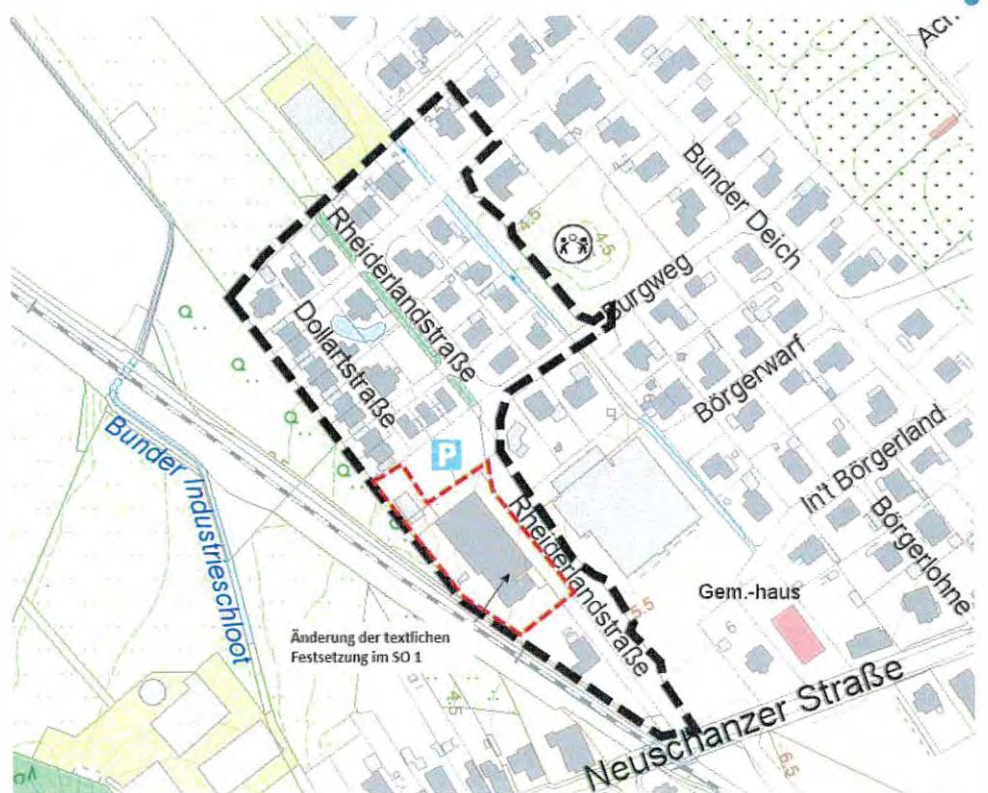 Bunder Deich
4.5
4.5
Burgweg
Rheiderlandstraße
Dollartstraße
Börgerwarf
P
In't Börgerland
Bunder Industrieschloot
Rheiderlandstraße
Börgerlohne
Gem.-haus
5.5
6
Änderung der textlichen
Festsetzung im SO 1
Neuschanzer Straße
4.5
6.5